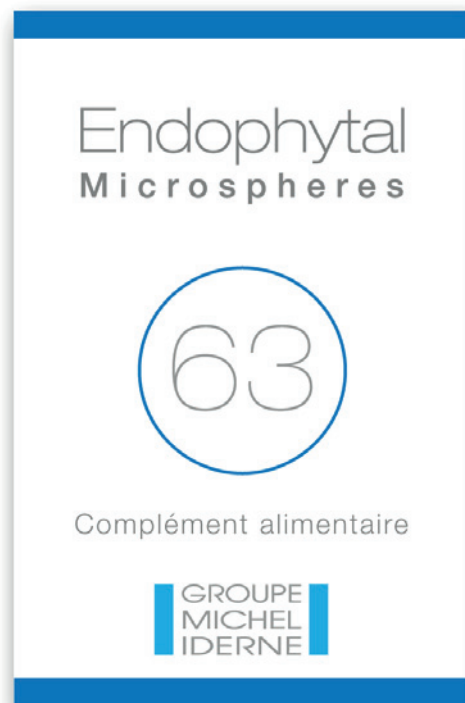 Endophytal
Microspheres
63
Complément alimentaire
GROUPE
MICHEL
IDERNE